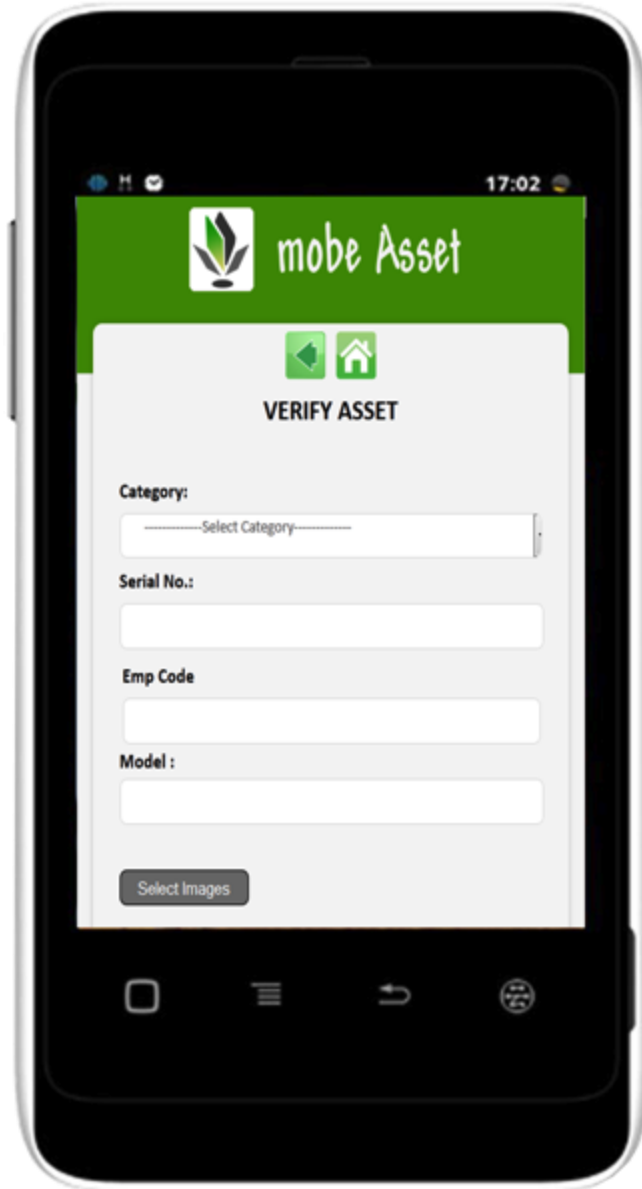 17:02
mobe Asset
VERIFY ASSET
Category:
-------------Select Category-------------
Serial No.:
Emp Code
Model :
Select Images